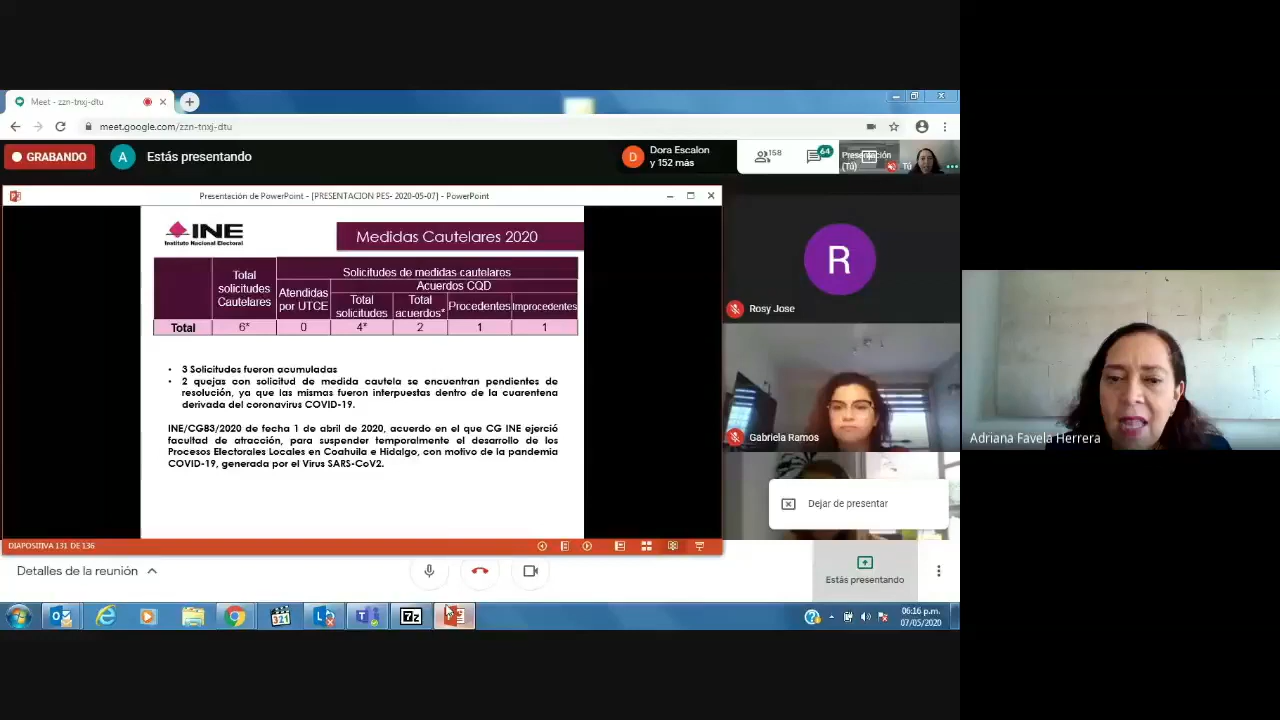 Meet - zzn-tnxj-dtu
meet.google.com/zzn-tnxj-dtu
GRABANDO
A
Estás presentando
D
Dora Escalon
y 152 más
158
64
Presentación
(Tú)
Tú
Presentación de PowerPoint - [PRESENTACION PES- 2020-05-07] - PowerPoint
INE
Instituto Nacional Electoral
Medidas Cautelares 2020
Total solicitudes Cautelares
Solicitudes de medidas cautelares
Atendidas por UTCE
Acuerdos CQD
Total solicitudes
Total acuerdos*
Procedentes
Improcedentes
Total 6* 0 4* 2 1 1
• 3 Solicitudes fueron acumuladas
• 2 quejas con solicitud de medida cautela se encuentran pendientes de
resolución, ya que las mismas fueron interpuestas dentro de la cuarentena
derivada del coronavirus COVID-19.
INE/CG83/2020 de fecha 1 de abril de 2020, acuerdo en el que CG INE ejerció
facultad de atracción, para suspender temporalmente el desarrollo de los
Procesos Electorales Locales en Coahuila e Hidalgo, con motivo de la pandemia
COVID-19, generada por el Virus SARS-CoV2.
DIAPOSITIVA 131 DE 136
R
Rosy Jose
Gabriela Ramos
Dejar de presentar
Adriana Favela Herrera
Detalles de la reunión
Estás presentando
321
7z
06:16 p.m.
07/05/2020